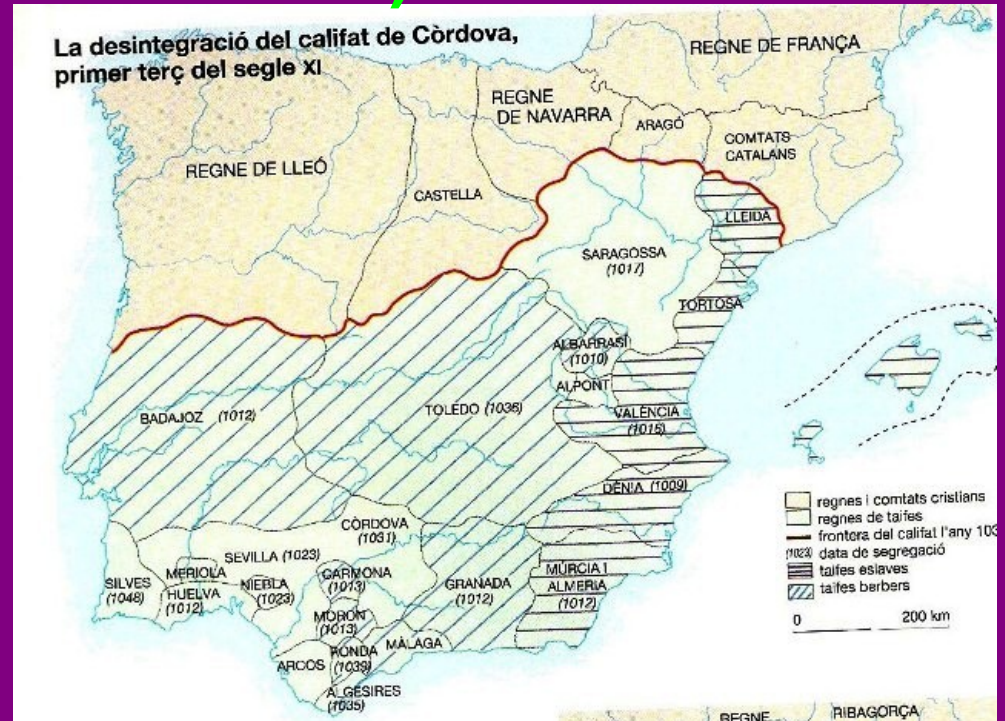 La desintegració del califat de Còrdova,
primer terç del segle XI
REGNE DE FRANÇA
REGNE
DE NAVARRA
ARAGÓ
COMTATS
CATALANS
REGNE DE LLEÓ
CASTELLA
LLEIDA
SARAGOSSA
(1017)
TORTOSA
ALBARRASÍ
(1010)
ALPONT
BADAJOZ (1012)
TOLEDO (1036)
VALÈNCIA
DÉNIA (1009)
CÒRDOVA
(1031)
SEVILLA (1023)
MÈRIOLA
CARMONA
(1013)
SILVES
(1048)
HUELVA
(1012)
NIEBLA
(1023)
GRANADA
(1012)
MÚRCIA I
ALMERIA
(1012)
MORÓN
(1013)
MÀLAGA
ARCOS
RONDA
(1039)
ALGESIRES
(1035)
regnes i comtats cristians
regnes de taifes
frontera del califat l'any 103
(1023) data de segregació
taifes eslaves
taifes berbers
0 200 km
REGNE
RIBAGORÇA